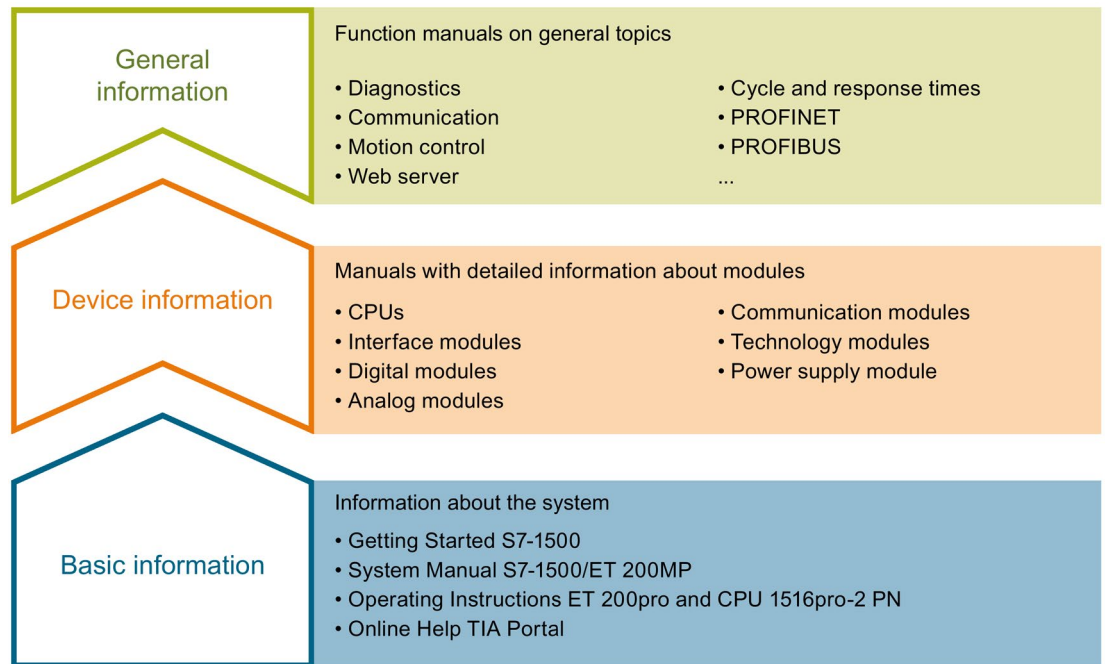 General
information
Function manuals on general topics
• Diagnostics
• Communication
• Motion control
• Web server
• Cycle and response times
• PROFINET
• PROFIBUS
...
Device information
Manuals with detailed information about modules
• CPUs
• Interface modules
• Digital modules
• Analog modules
• Communication modules
• Technology modules
• Power supply module
Basic information
Information about the system
• Getting Started S7-1500
• System Manual S7-1500/ET 200MP
• Operating Instructions ET 200pro and CPU 1516pro-2 PN
• Online Help TIA Portal